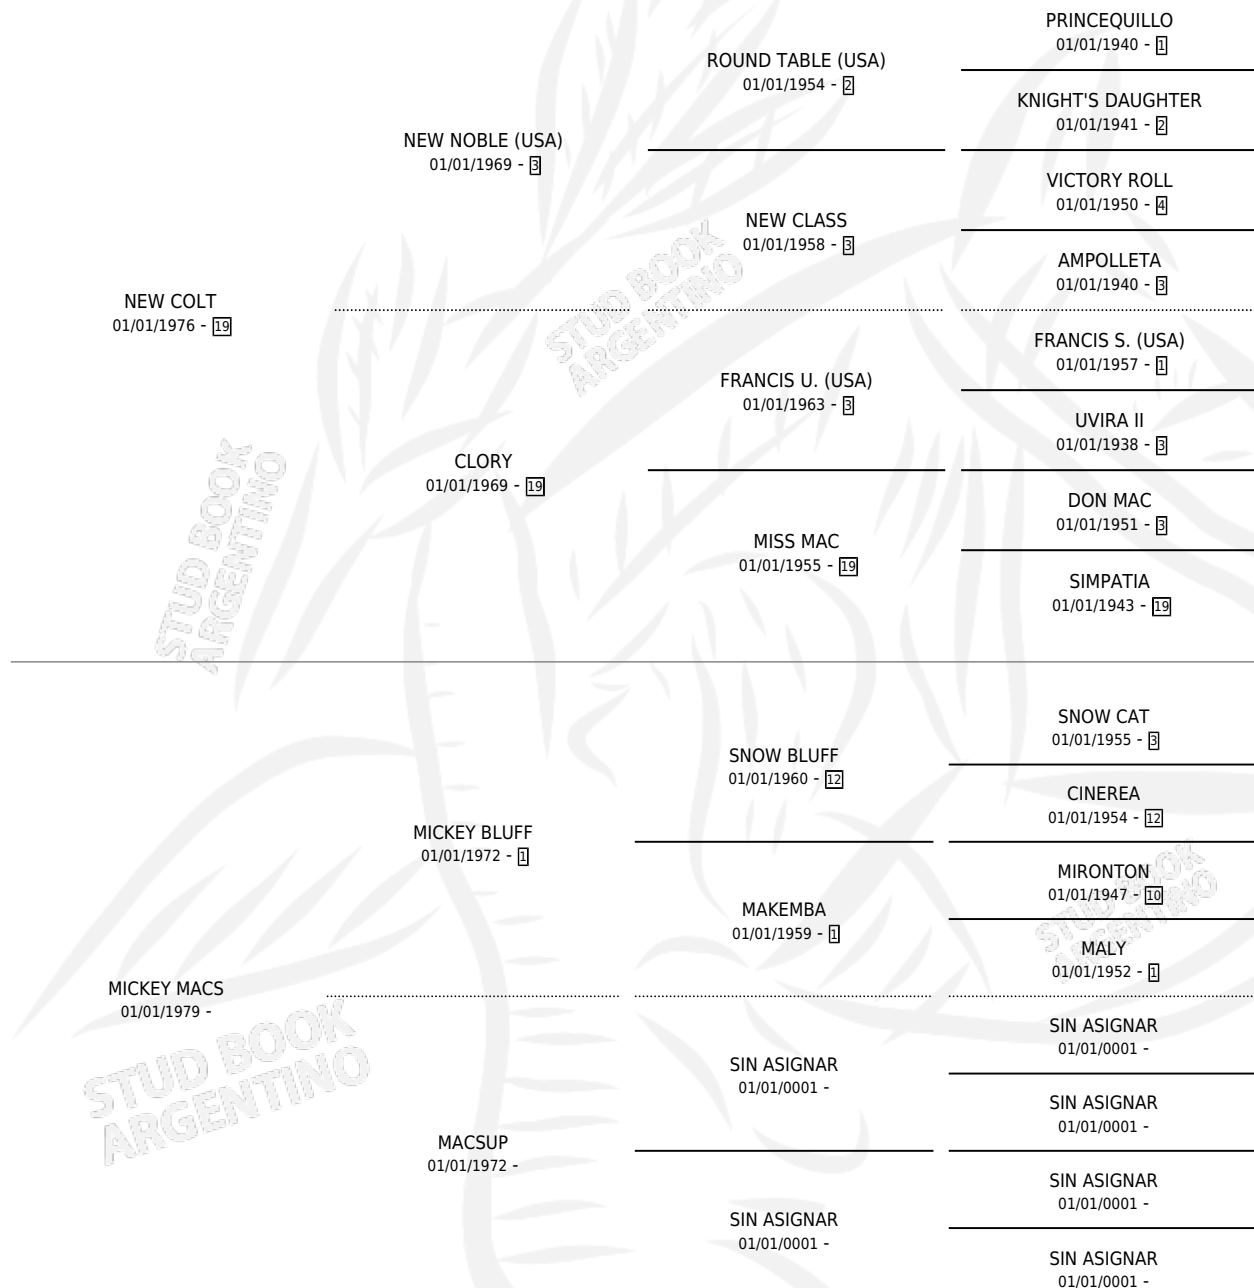 PRINCEQUILLO
01/01/1940 - 1
ROUND TABLE (USA)
01/01/1954 - 2
KNIGHT'S DAUGHTER
01/01/1941 - 2
NEW NOBLE (USA)
01/01/1969 - 3
VICTORY ROLL
01/01/1950 - 4
NEW CLASS
01/01/1958 - 3
AMPOLLETA
01/01/1940 - 3
NEW COLT
01/01/1976 - 19
FRANCIS S. (USA)
01/01/1957 - 1
FRANCIS U. (USA)
01/01/1963 - 3
UVIRA II
01/01/1938 - 3
CLORY
01/01/1969 - 19
DON MAC
01/01/1951 - 3
MISS MAC
01/01/1955 - 19
SIMPATIA
01/01/1943 - 19
SNOW CAT
01/01/1955 - 3
SNOW BLUFF
01/01/1960 - 12
CINEREA
01/01/1954 - 12
MICKEY BLUFF
01/01/1972 - 1
MIRONTON
01/01/1947 - 10
MAKEMBA
01/01/1959 - 1
MALY
01/01/1952 - 1
MICKEY MACS
01/01/1979 -
SIN ASIGNAR
01/01/0001 -
SIN ASIGNAR
01/01/0001 -
SIN ASIGNAR
01/01/0001 -
MACSUP
01/01/1972 -
SIN ASIGNAR
01/01/0001 -
SIN ASIGNAR
01/01/0001 -
SIN ASIGNAR
01/01/0001 -
STUD BOOK
ARGENTINO
STUD BOOK
ARGENTINO
STUD BOOK
ARGENTINO
STUD BOOK
ARGENTINO